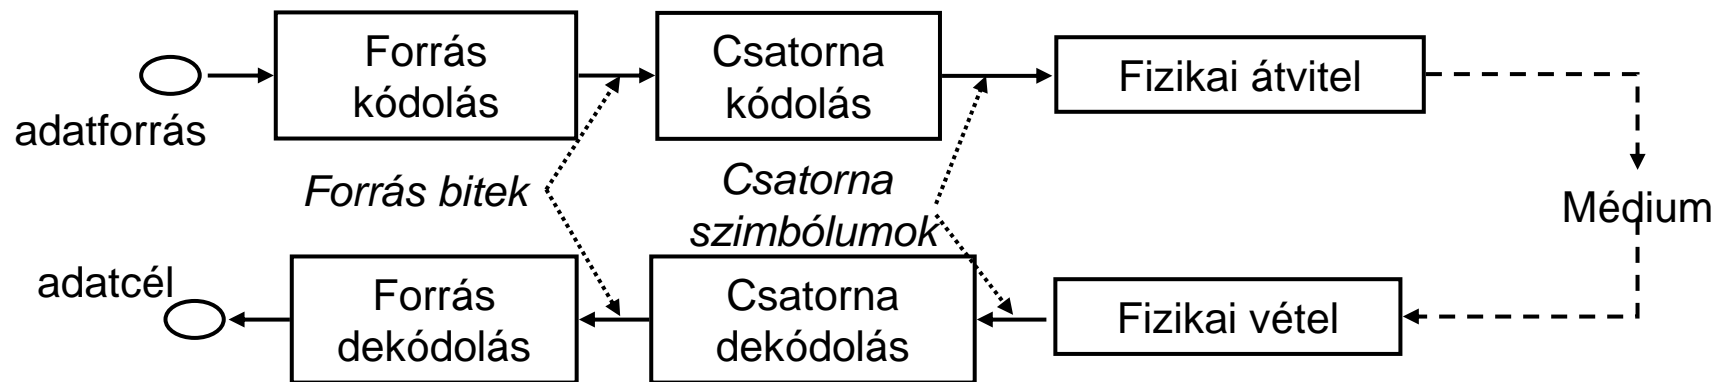 Forrás
kódolás
Csatorna
kódolás
Fizikai átvitel
adatforrás
Forrás bitek
Csatorna
szimbólumok
Médium
adatcél
Forrás
dekódolás
Csatorna
dekódolás
Fizikai vétel